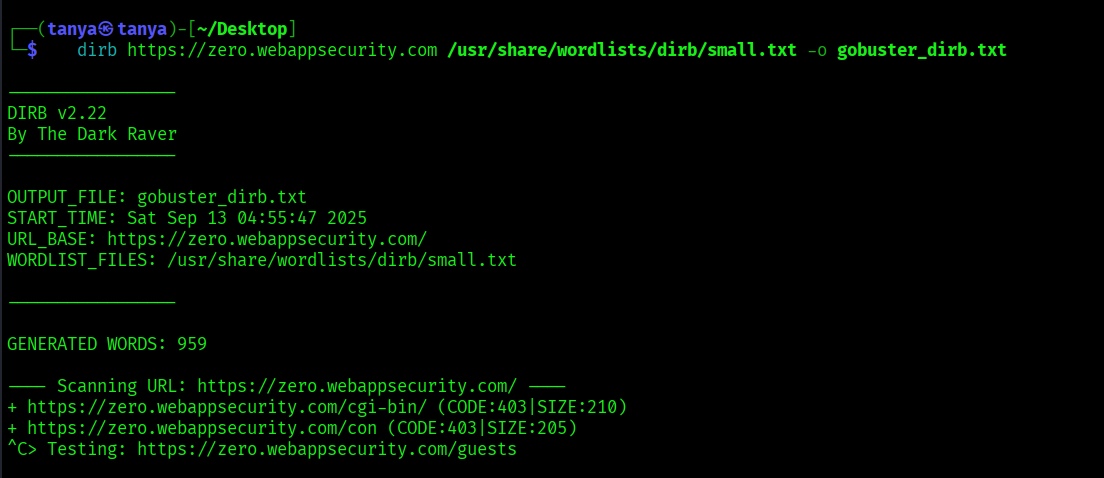 ┌──(tanya㉿tanya)-[~/Desktop]
└─$    dirb https://zero.webappsecurity.com /usr/share/wordlists/dirb/small.txt -o gobuster_dirb.txt
-----------------
DIRB v2.22
By The Dark Raver
-----------------
OUTPUT_FILE: gobuster_dirb.txt
START_TIME: Sat Sep 13 04:55:47 2025
URL_BASE: https://zero.webappsecurity.com/
WORDLIST_FILES: /usr/share/wordlists/dirb/small.txt
-----------------
GENERATED WORDS: 959
---- Scanning URL: https://zero.webappsecurity.com/ ----
+ https://zero.webappsecurity.com/cgi-bin/ (CODE:403|SIZE:210)
+ https://zero.webappsecurity.com/con (CODE:403|SIZE:205)
^C> Testing: https://zero.webappsecurity.com/guests